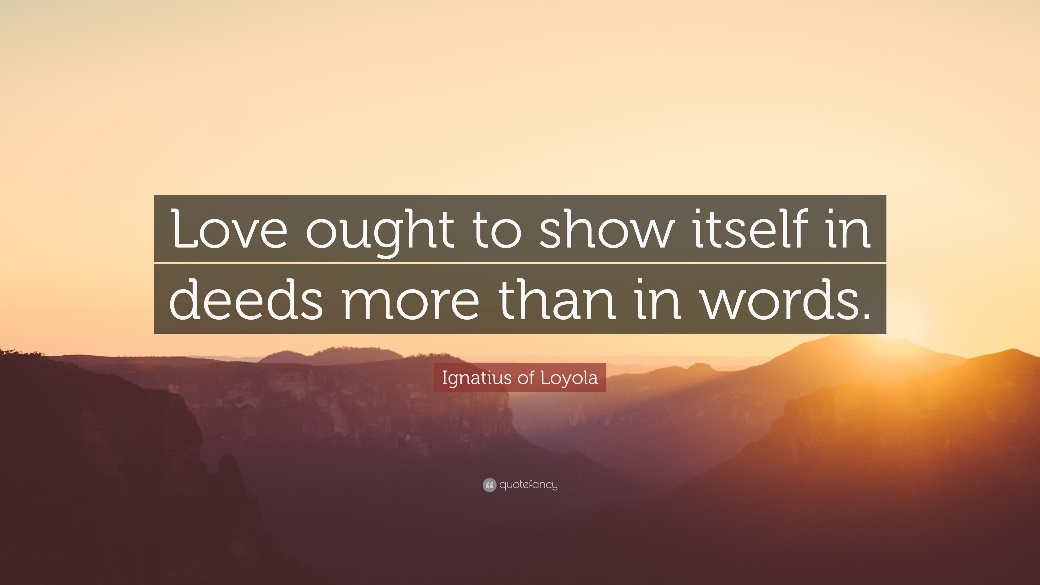 Love ought to show itself in
deeds more than in words.
Ignatius of Loyola
quotefancy